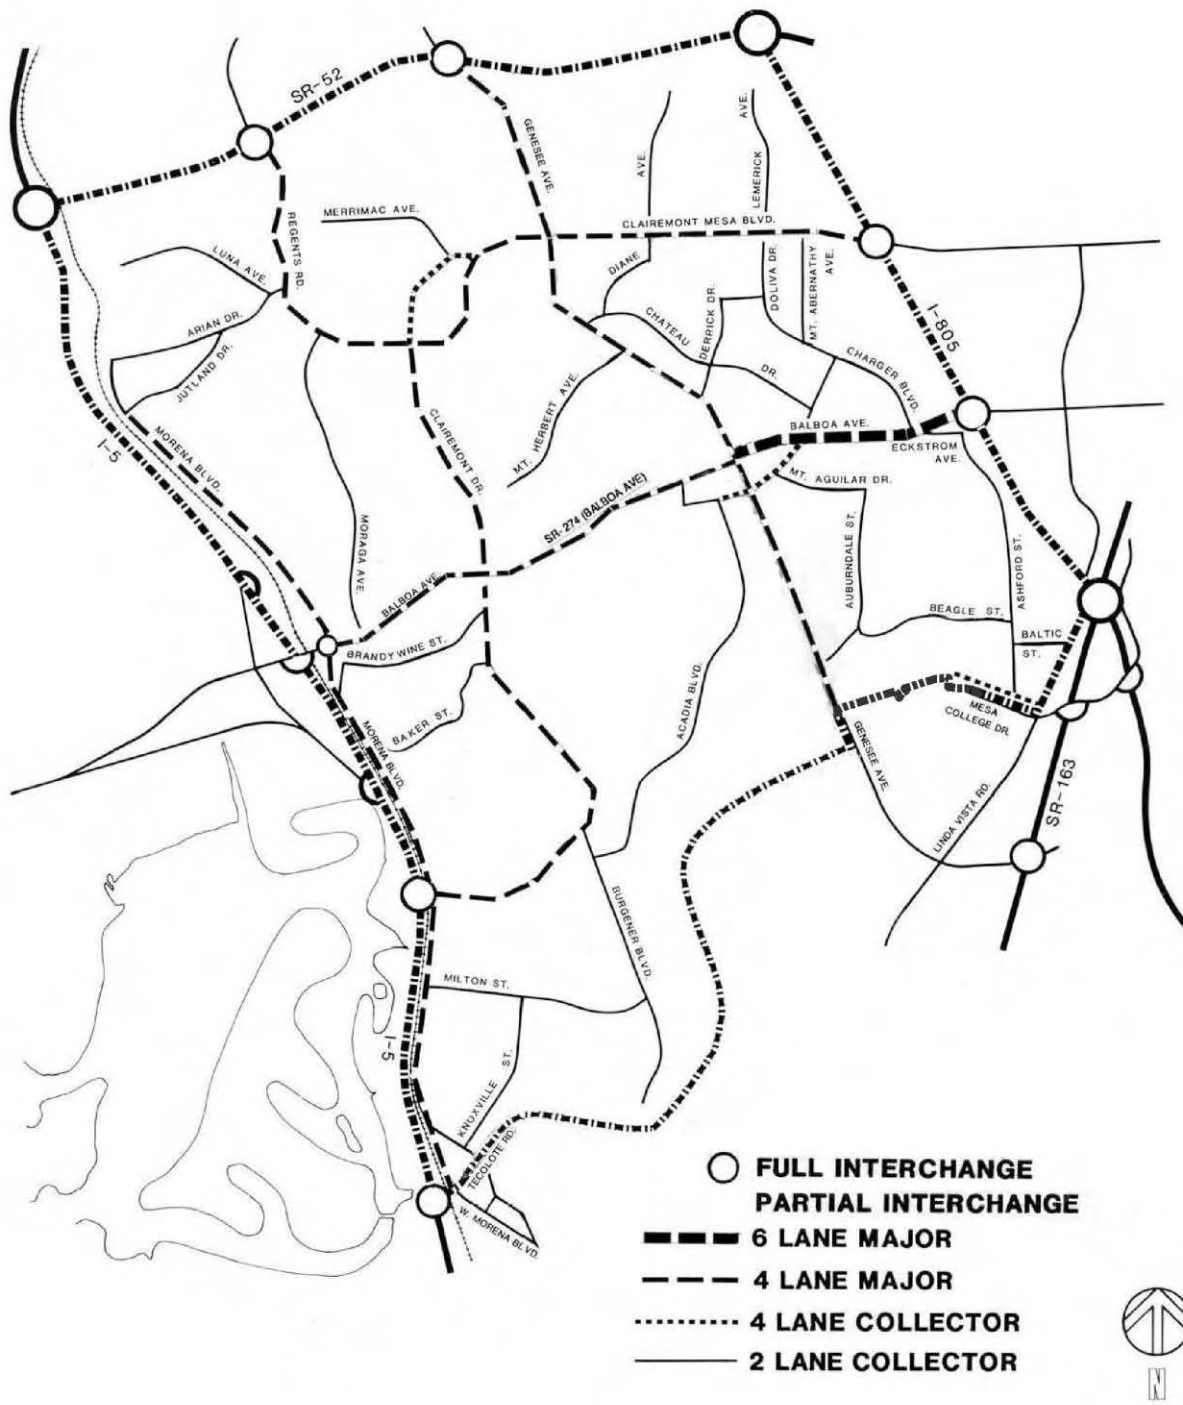 SR-52
GENESEE AVE.
AVE.
LEMERICK
AVE.
MERRIMAC AVE.
CLAIREMONT MESA BLVD.
REGENTS RD.
LUNA AVE.
DIANE
DOLIVA DR.
MT. ABERNATHY
AVE.
ARIAN DR.
JUTLAND DR.
CHATEAU
DR.
DERRICK DR.
I-805
CHARGER BLVD.
MT. HERBERT AVE.
CLAIREMONT DR.
BALBOA AVE.
ECKSTROM
AVE.
I-5
MORENA BLVD.
MT. AGUILAR DR.
SR-274 (BALBOA AVE)
MORAGA AVE.
AUBURNDALE ST.
ASHFORD ST.
BALBOA AVE.
BEAGLE ST.
BALTIC
ST.
BRANDYWINE ST.
ACADIA BLVD.
BAKER ST.
MORENA BLVD.
MESA
COLLEGE DR.
GENESEE AVE.
LINDA VISTA RD.
SR-163
BURGENER BLVD.
MILTON ST.
I-5
KNUXVILLE ST.
TECOLOTE RD.
W. MORENA BLVD.
FULL INTERCHANGE
PARTIAL INTERCHANGE
6 LANE MAJOR
4 LANE MAJOR
4 LANE COLLECTOR
2 LANE COLLECTOR
N